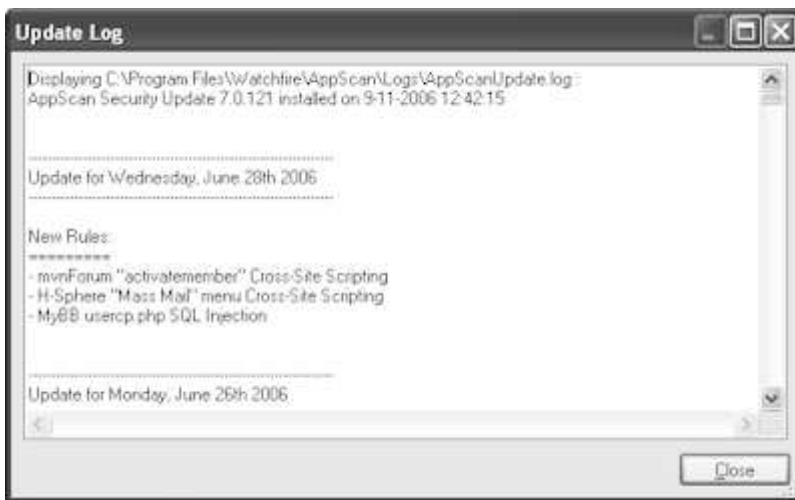 Update Log
Displaying C:\Program Files\Watchfire\AppScan\Logs\AppScanUpdate.log :
AppScan Security Update 7.0.121 installed on 9-11-2006 12:42:15
Update for Wednesday, June 28th 2006
New Rules:
=========
- mvnForum "activatemember" Cross-Site Scripting
- H-Sphere "Mass Mail" menu Cross-Site Scripting
- MyBB usercp.php SQL Injection
Update for Monday, June 26th 2006
Close